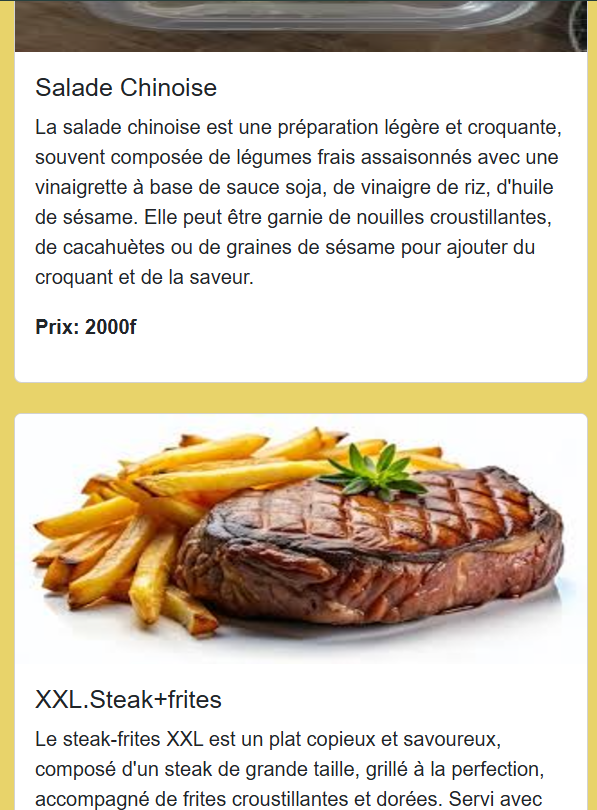 Salade Chinoise
La salade chinoise est une préparation légère et croquante,
souvent composée de légumes frais assaisonnés avec une
vinaigrette à base de sauce soja, de vinaigre de riz, d'huile
de sésame. Elle peut être garnie de nouilles croustillantes,
de cacahuètes ou de graines de sésame pour ajouter du
croquant et de la saveur.
Prix: 2000f
XXL.Steak+frites
Le steak-frites XXL est un plat copieux et savoureux,
composé d'un steak de grande taille, grillé à la perfection,
accompagné de frites croustillantes et dorées. Servi avec